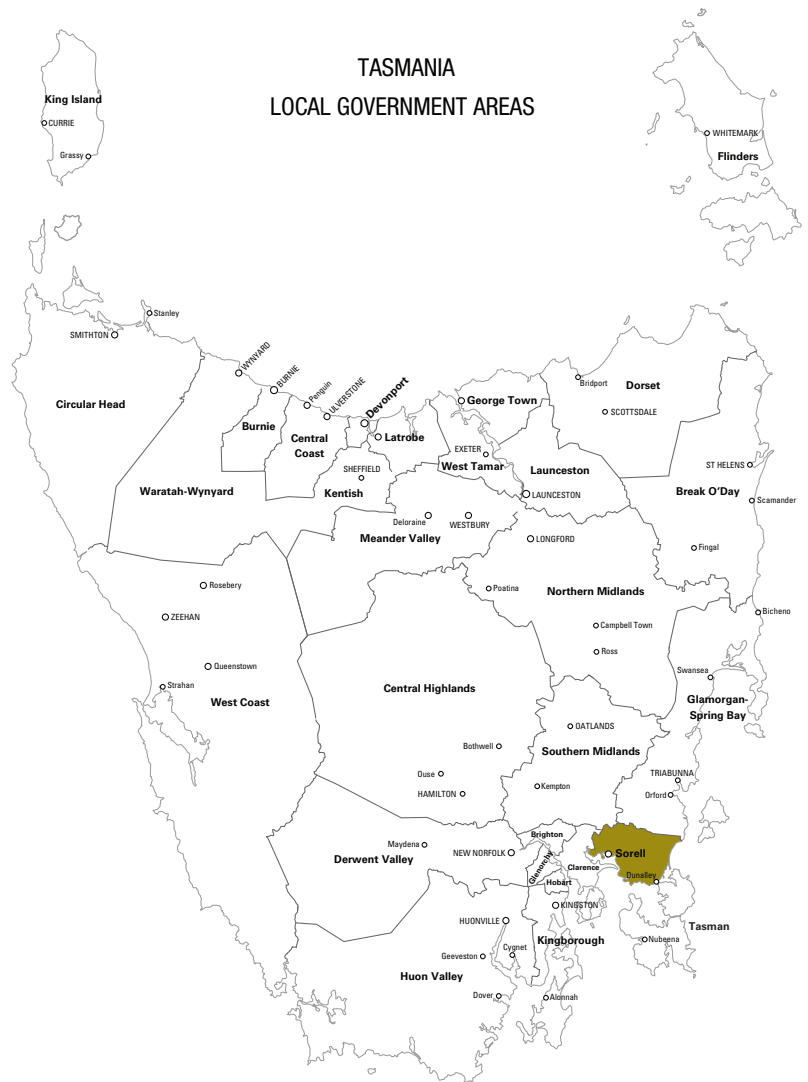 TASMANIA
LOCAL GOVERNMENT AREAS
King Island
CURRIE
Grassy
WHITEMARK
Flinders
Stanley
SMITHTON
WYNYARD
BURNIE
Penguin
ULVERSTONE
Devonport
George Town
Bridport
Dorset
SCOTTSDALE
Circular Head
Burnie
Central
Coast
Latrobe
EXETER
West Tamar
Launceston
LAUNCESTON
ST HELENS
Break O'Day
Scamander
SHEFFIELD
Kentish
Waratah-Wynyard
Deloraine
WESTBURY
Meander Valley
LONGFORD
Fingal
Rosebery
ZEEHAN
Poatina
Northern Midlands
Bicheno
Campbell Town
Ross
Queenstown
Strahan
West Coast
Central Highlands
Swansea
Glamorgan-
Spring Bay
OATLANDS
Southern Midlands
Bothwell
Ouse
HAMILTON
Kempton
TRIABUNNA
Orford
Maydena
Derwent Valley
NEW NORFOLK
Brighton
Glenorchy
Hobart
Clarence
Sorell
Dunalley
HUONVILLE
KINGSTON
Kingborough
Tasman
Nubeena
Geeveston
Cygnet
Huon Valley
Dover
Alonnah